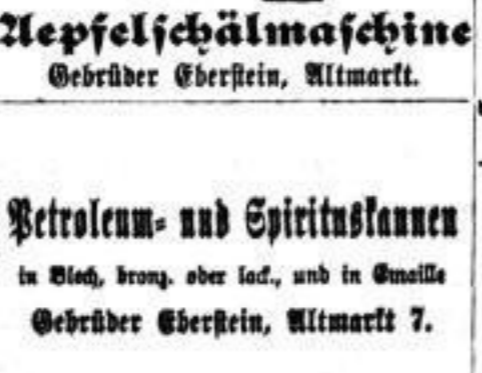 Aepfelschälmaschine
Gebrüder Eberstein, Altmarkt.
Petroleum- und Spirituskannen
in Blech, bronz. oder lack., und in Emaille
Gebrüder Eberstein, Altmarkt 7.